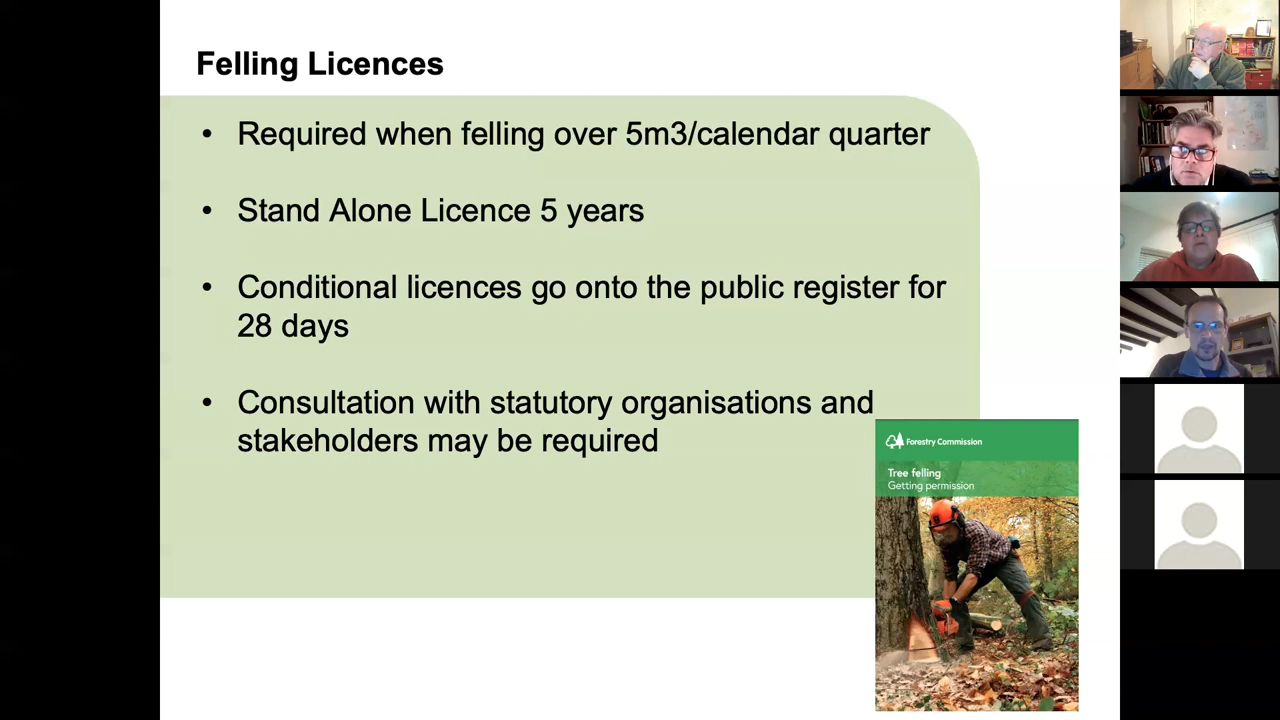 Felling Licences
• Required when felling over 5m3/calendar quarter
• Stand Alone Licence 5 years
• Conditional licences go onto the public register for
28 days
• Consultation with statutory organisations and
stakeholders may be required
Forestry Commission
Tree felling
Getting permission